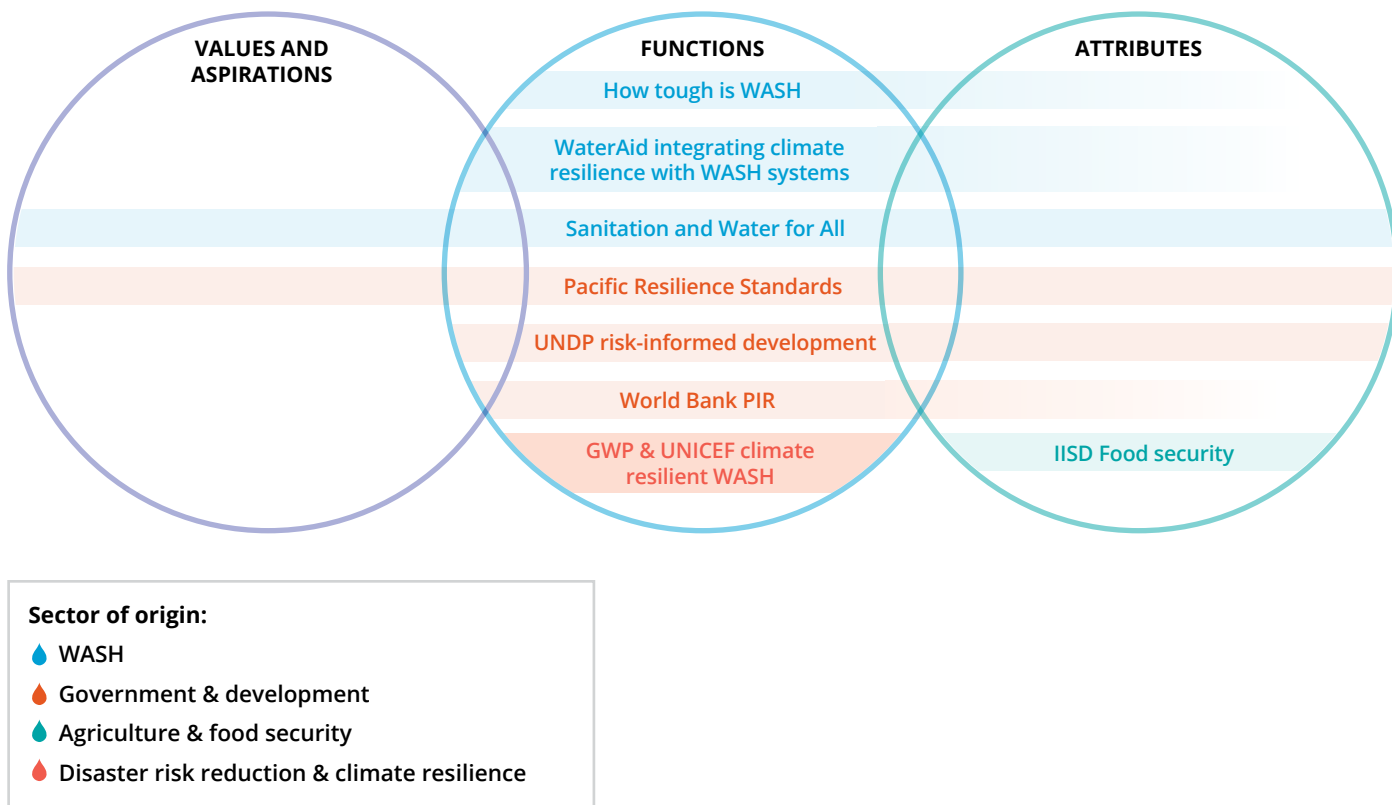 VALUES AND
ASPIRATIONS
FUNCTIONS
ATTRIBUTES
How tough is WASH
WaterAid integrating climate
resilience with WASH systems
Sanitation and Water for All
Pacific Resilience Standards
UNDP risk-informed development
World Bank PIR
GWP & UNICEF climate
resilient WASH
IISD Food security
Sector of origin:
WASH
Government & development
Agriculture & food security
Disaster risk reduction & climate resilience